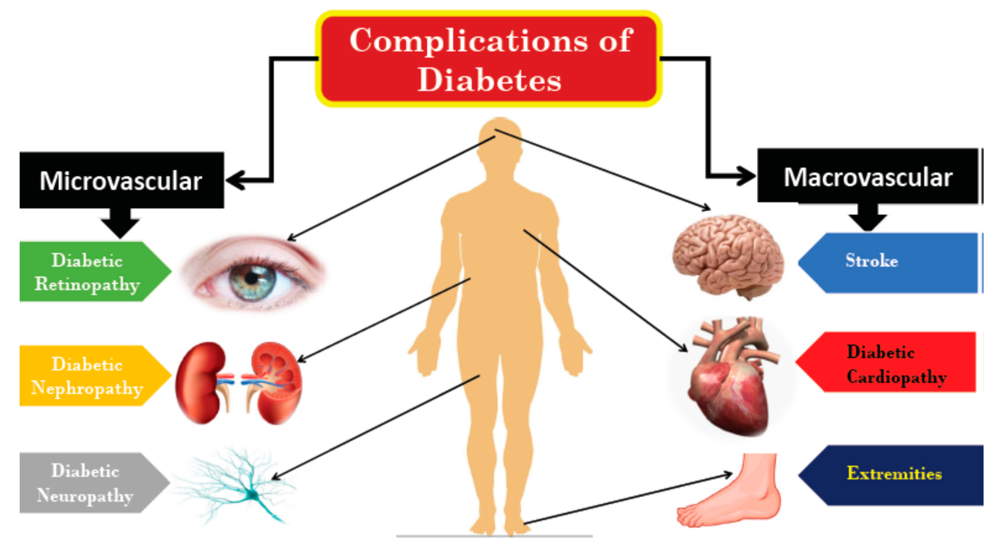 Complications of
Diabetes
Microvascular
Macrovascular
Diabetic
Retinopathy
Stroke
Diabetic
Nephropathy
Diabetic
Cardiopathy
Diabetic
Neuropathy
Extremities